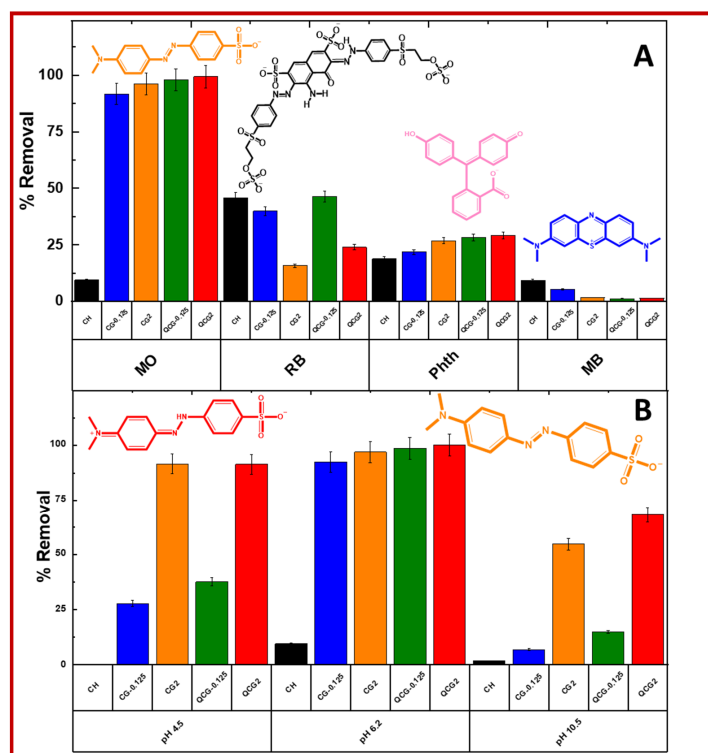 A
% Removal
100
75
50
25
0
N
N
N
S
O
O
O⁻
CH
CG-0,125
CG2
QCG-0,125
QCG2
CH
CG-0,125
CG2
QCG-0,125
QCG2
CH
CG-0,125
CG2
QCG-0,125
QCG2
CH
CG-0,125
CG2
QCG-0,125
QCG2
MO
RB
Phth
MB
HO
O
O⁻
O
N
N
S
N
B
% Removal
100
75
50
25
0
N
+
N
HN
S
O
O
O⁻
N
N
N
S
O
O
O⁻
CH
CG-0.125
CG2
QCG-0.125
QCG2
CH
CG-0.125
CG2
QCG-0.125
QCG2
CH
CG-0.125
CG2
QCG-0.125
QCG2
pH 4.5
pH 6.2
pH 10.5